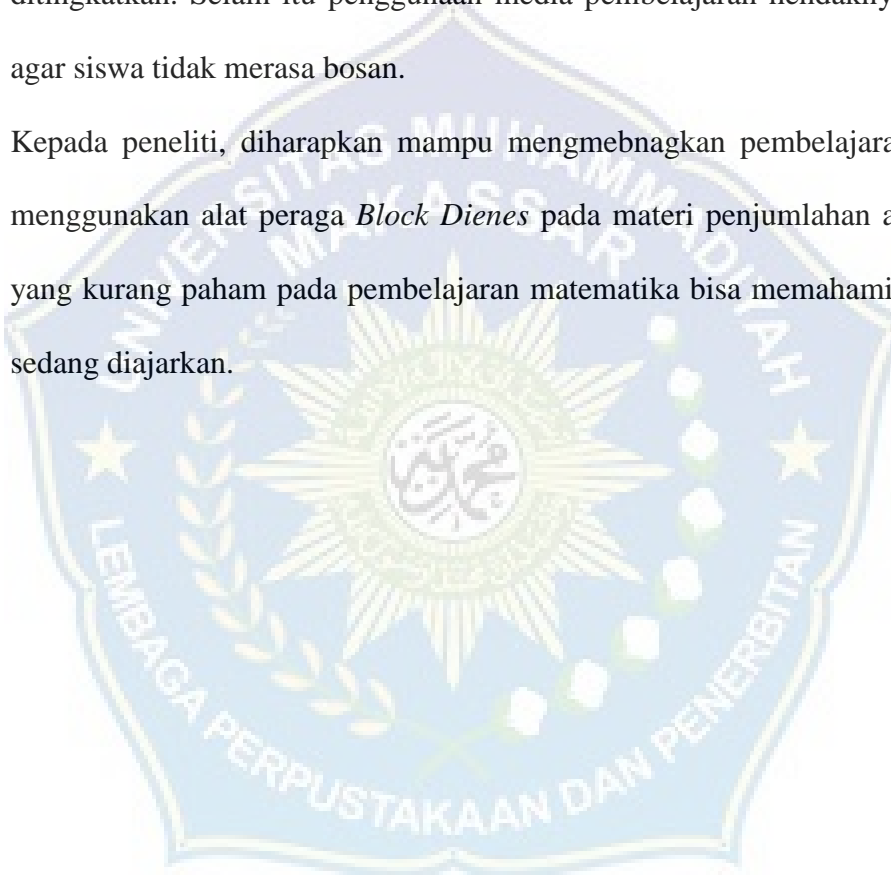 ditingkatkan. Selain itu penggunaan media pembelajaran hendakny
agar siswa tidak merasa bosan.
Kepada peneliti, diharapkan mampu mengmebnagkan pembelajara
menggunakan alat peraga Block Dienes pada materi penjumlahan a
yang kurang paham pada pembelajaran matematika bisa memahami
sedang diajarkan.
UNIVERSITAS MUHAMMADIYAH
MAKASSAR
LEMBAGA PERPUSTAKAAN DAN PENERBITAN